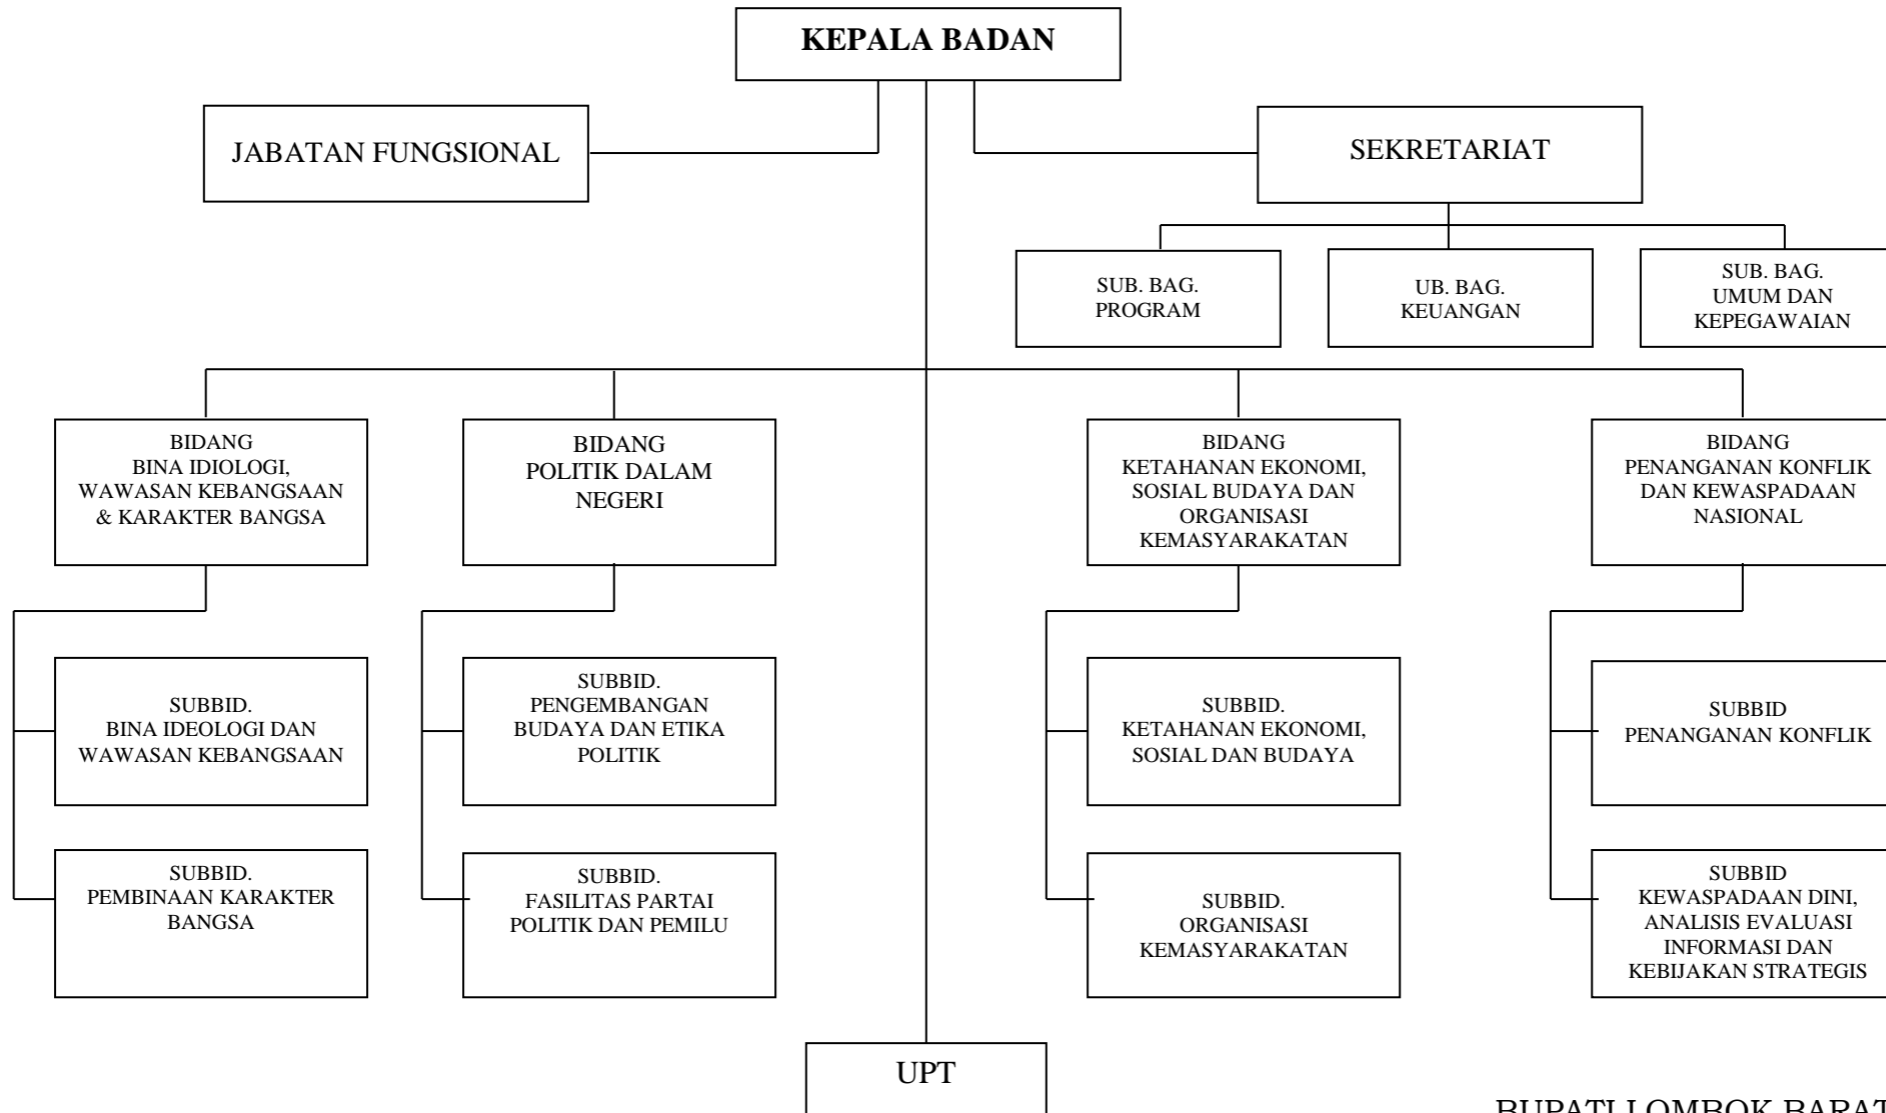 KEPALA BADAN
JABATAN FUNGSIONAL
SEKRETARIAT
SUB. BAG.
PROGRAM
UB. BAG.
KEUANGAN
SUB. BAG.
UMUM DAN
KEPEGAWAIAN
BIDANG
BINA IDIOLOGI,
WAWASAN KEBANGSAAN
& KARAKTER BANGSA
BIDANG
POLITIK DALAM
NEGERI
BIDANG
KETAHANAN EKONOMI,
SOSIAL BUDAYA DAN
ORGANISASI
KEMASYARAKATAN
BIDANG
PENANGANAN KONFLIK
DAN KEWASPADAAN
NASIONAL
SUBBID.
BINA IDEOLOGI DAN
WAWASAN KEBANGSAAN
SUBBID.
PENGEMBANGAN
BUDAYA DAN ETIKA
POLITIK
SUBBID.
KETAHANAN EKONOMI,
SOSIAL DAN BUDAYA
SUBBID
PENANGANAN KONFLIK
SUBBID.
PEMBINAAN KARAKTER
BANGSA
SUBBID.
FASILITAS PARTAI
POLITIK DAN PEMILU
SUBBID.
ORGANISASI
KEMASYARAKATAN
SUBBID
KEWASPADAAN DINI,
ANALISIS EVALUASI
INFORMASI DAN
KEBIJAKAN STRATEGIS
UPT
BUPATI LOMBOK BARAT